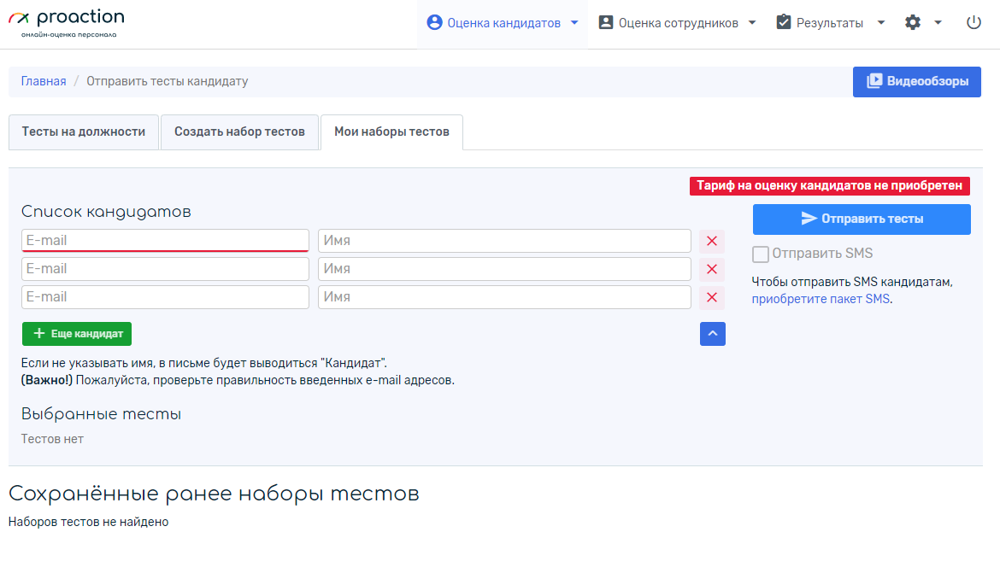 proaction
онлайн-оценка персонала
Оценка кандидатов
Оценка сотрудников
Результаты
Главная / Отправить тесты кандидату
Видеообзоры
Тесты на должности
Создать набор тестов
Мои наборы тестов
Тариф на оценку кандидатов не приобретен
Список кандидатов
Отправить тесты
E-mail Имя
Отправить SMS
E-mail Имя
Чтобы отправить SMS кандидатам,
приобретите пакет SMS.
E-mail Имя
Еще кандидат
Если не указывать имя, в письме будет выводиться "Кандидат".
(Важно!) Пожалуйста, проверьте правильность введенных e-mail адресов.
Выбранные тесты
Тестов нет
Сохранённые ранее наборы тестов
Наборов тестов не найдено